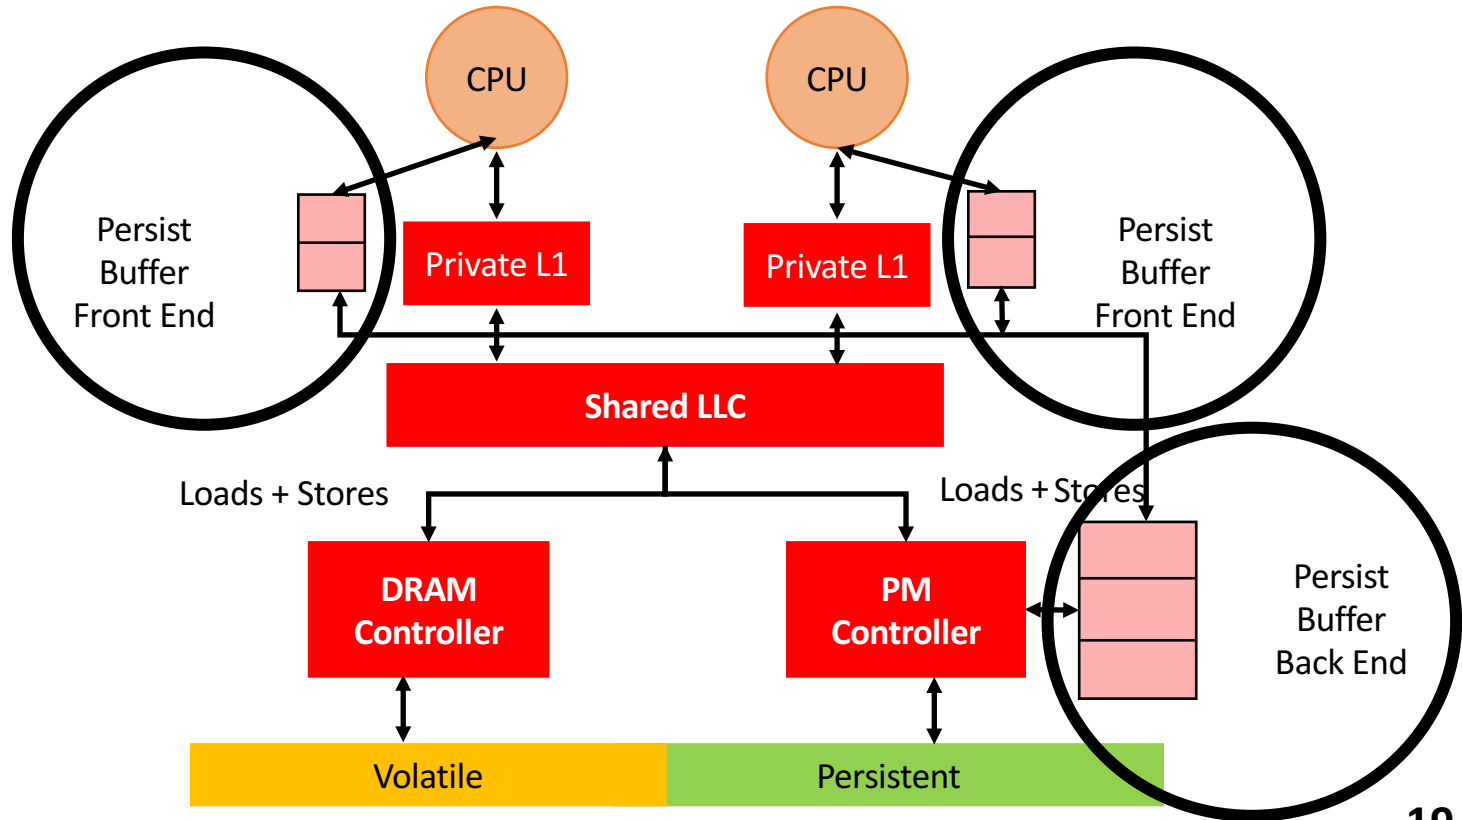 CPU
CPU
Persist
Buffer
Front End
Private L1
Private L1
Persist
Buffer
Front End
Shared LLC
Loads + Stores
Loads + Stores
DRAM
Controller
PM
Controller
Persist
Buffer
Back End
Volatile
Persistent